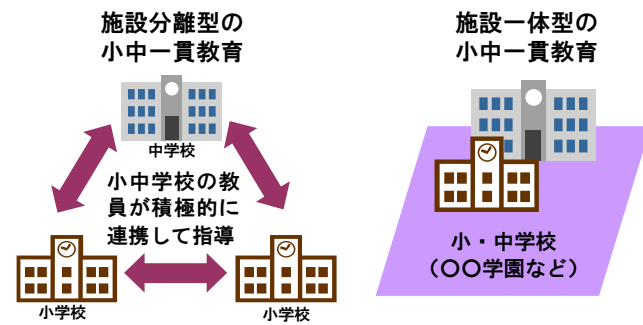 施設分離型の
小中一貫教育
中学校
小中学校の教
員が積極的に
連携して指導
小学校
小学校
施設一体型の
小中一貫教育
小・中学校
（〇〇学園など）